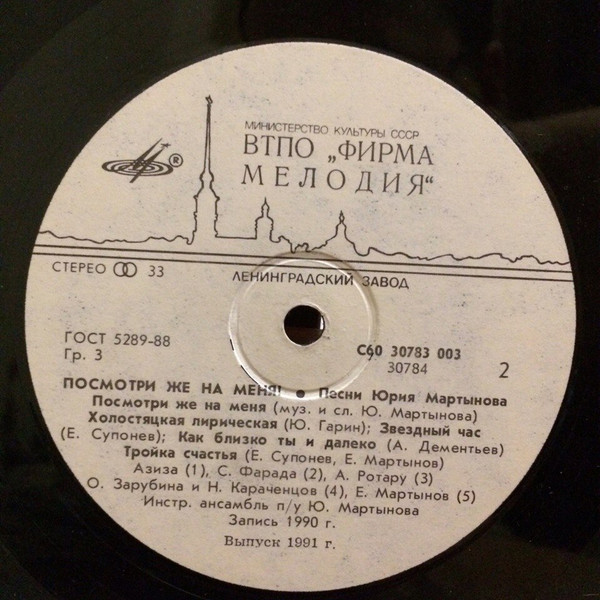 МИНИСТЕРСТВО КУЛЬТУРЫ СССР
ВТПО „ФИРМА
МЕЛОДИЯ“
®
СТЕРЕО 33
ЛЕНИНГРАДСКИЙ ЗАВОД
ГОСТ 5289-88
Гр. 3
С60 30783 003
30784
2
ПОСМОТРИ ЖЕ НА МЕНЯ! ● Песни Юрия Мартынова
Посмотри же на меня (муз. и сл. Ю. Мартынова)
Холостяцкая лирическая (Ю. Гарин); Звездный час
(Е. Супонев); Как близко ты и далеко (А. Дементьев)
Тройка счастья (Е. Супонев, Е. Мартынов)
Азиза (1), С. Фарада (2), А. Ротару (3)
О. Зарубина и Н. Караченцов (4), Е. Мартынов (5)
Инстр. ансамбль п/у Ю. Мартынова
Запись 1990 г.
Выпуск 1991 г.